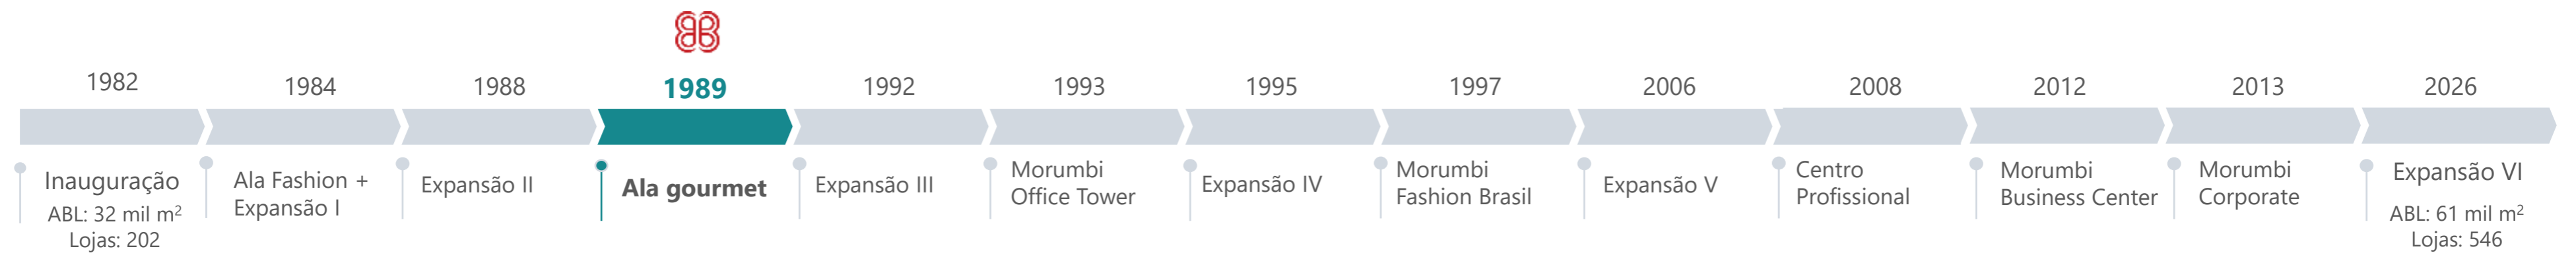 1982
1984
1988
1989
1992
1993
1995
1997
2006
2008
2012
2013
2026
Inauguração
ABL: 32 mil m²
Lojas: 202
Ala Fashion +
Expansão I
Expansão II
Ala gourmet
Expansão III
Morumbi
Office Tower
Expansão IV
Morumbi
Fashion Brasil
Expansão V
Centro
Profissional
Morumbi
Business Center
Morumbi
Corporate
Expansão VI
ABL: 61 mil m²
Lojas: 546